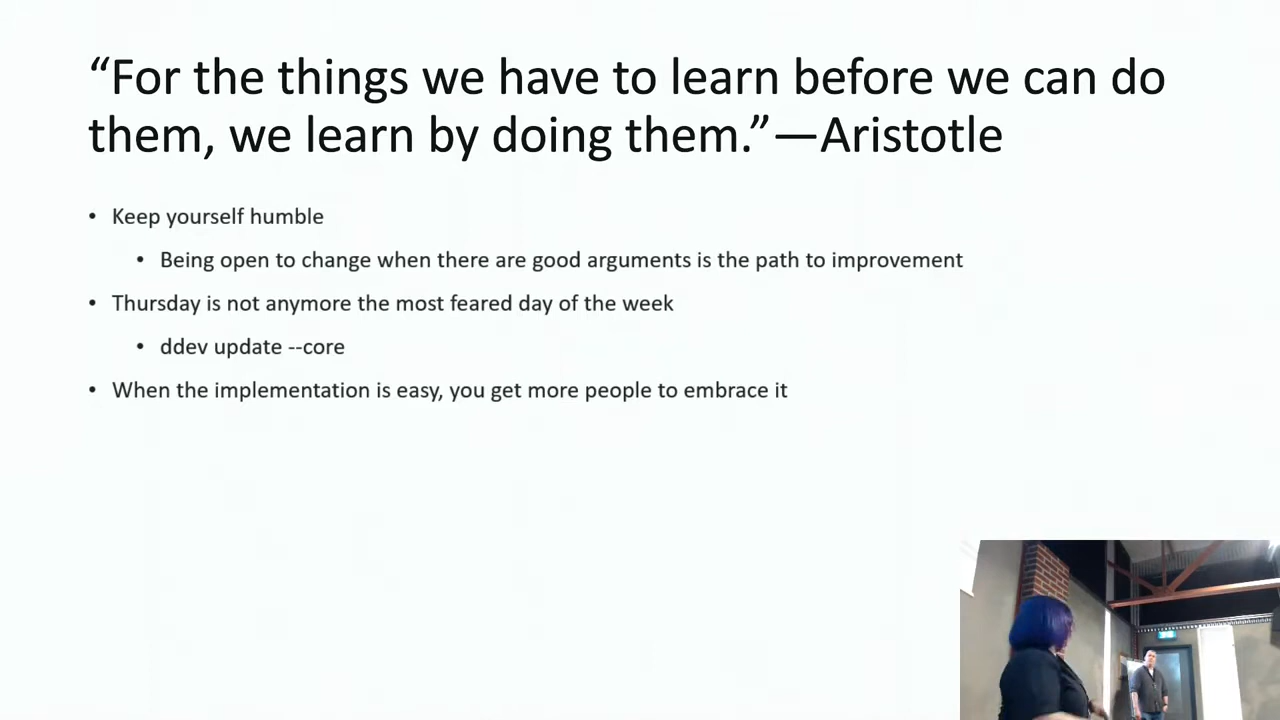 “For the things we have to learn before we can do
them, we learn by doing them.”—Aristotle
• Keep yourself humble
• Being open to change when there are good arguments is the path to improvement
• Thursday is not anymore the most feared day of the week
• ddev update --core
• When the implementation is easy, you get more people to embrace it